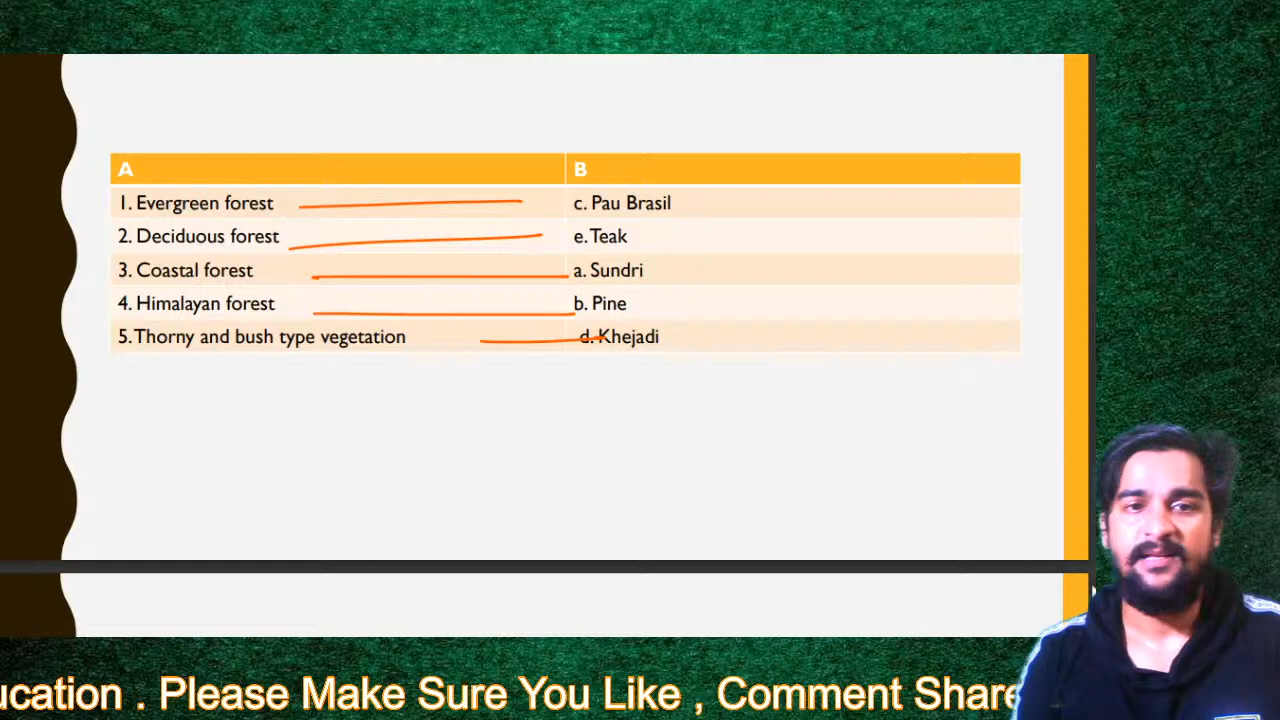 A B
1. Evergreen forest c. Pau Brasil
2. Deciduous forest e. Teak
3. Coastal forest a. Sundri
4. Himalayan forest b. Pine
5. Thorny and bush type vegetation d. Khejadi
ucation . Please Make Sure You Like , Comment Share